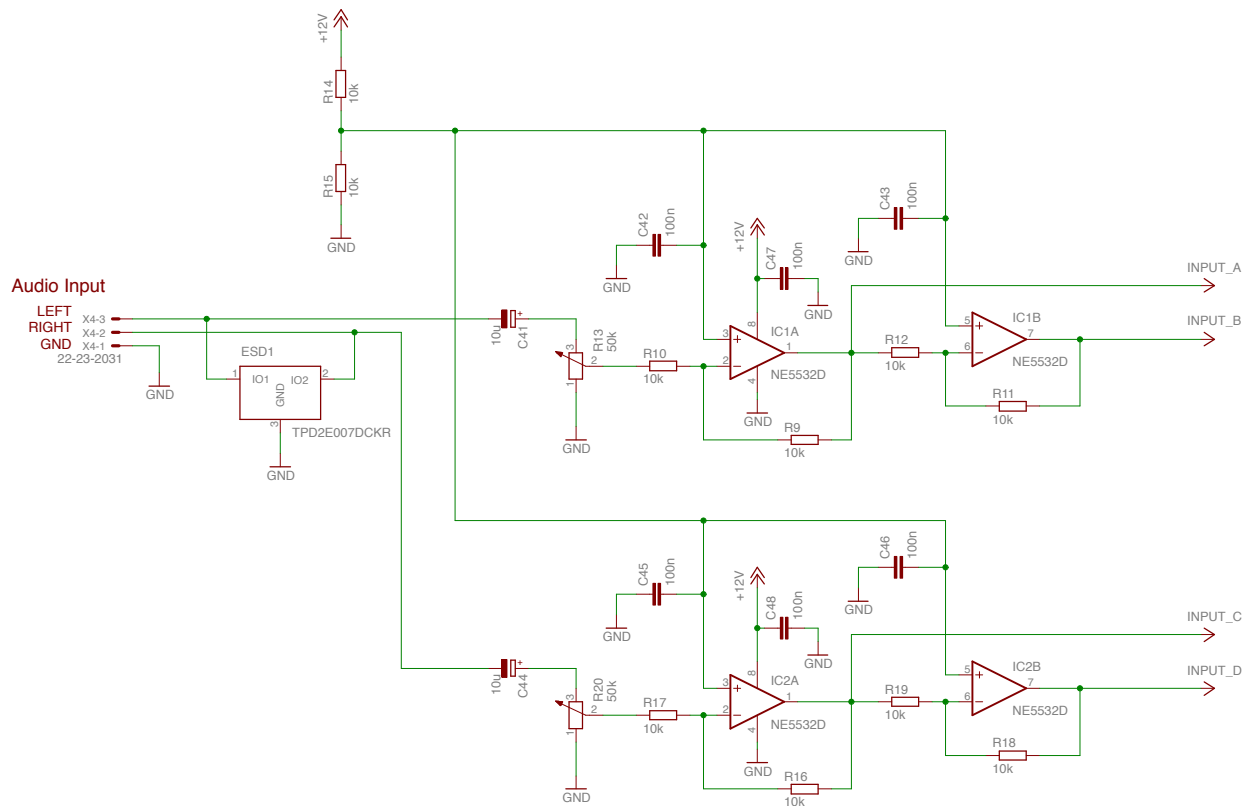 +12V
R14
10k
R15
10k
GND
Audio Input
LEFT X4-3
RIGHT X4-2
GND X4-1
22-23-2031
GND
ESD1
1 IO1 GND IO2 2
3
TPD2E007DCKR
GND
10u
C41
+
R13
50k
3
2
1
GND
R10
10k
C42
100n
GND
+12V
C47
100n
GND
8
3 +
2 −
1
4
IC1A
NE5532D
GND
R9
10k
C43
100n
GND
R12
10k
5 +
6 −
7
IC1B
NE5532D
R11
10k
INPUT_A
INPUT_B
10u
C44
+
R20
50k
3
2
1
GND
R17
10k
C45
100n
GND
+12V
C48
100n
GND
8
3 +
2 −
1
4
IC2A
NE5532D
GND
R16
10k
C46
100n
GND
R19
10k
5 +
6 −
7
IC2B
NE5532D
R18
10k
INPUT_C
INPUT_D